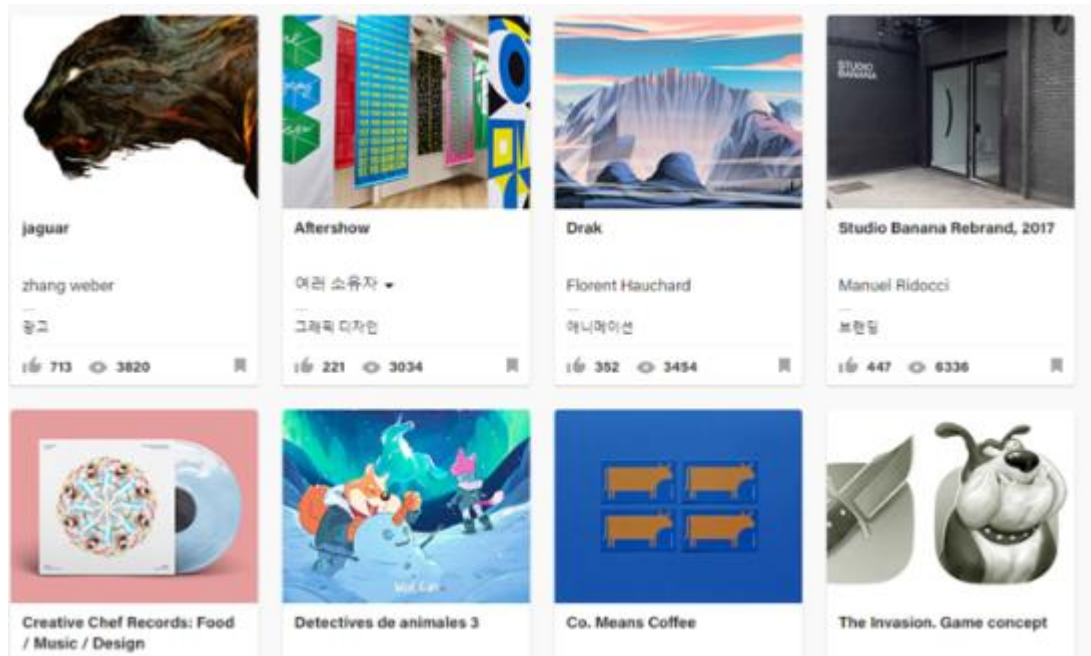 STUDIO
BANANA
jaguar
Aftershow
Drak
Studio Banana Rebrand, 2017
zhang weber
여러 소유자
Florent Hauchard
Manuel Ridocci
광고
그래픽 디자인
애니메이션
브랜딩
713 3820
221 3034
352 3454
447 6336
Creative Chef Records: Food
/ Music / Design
Detectives de animales 3
Co. Means Coffee
The Invasion. Game concept